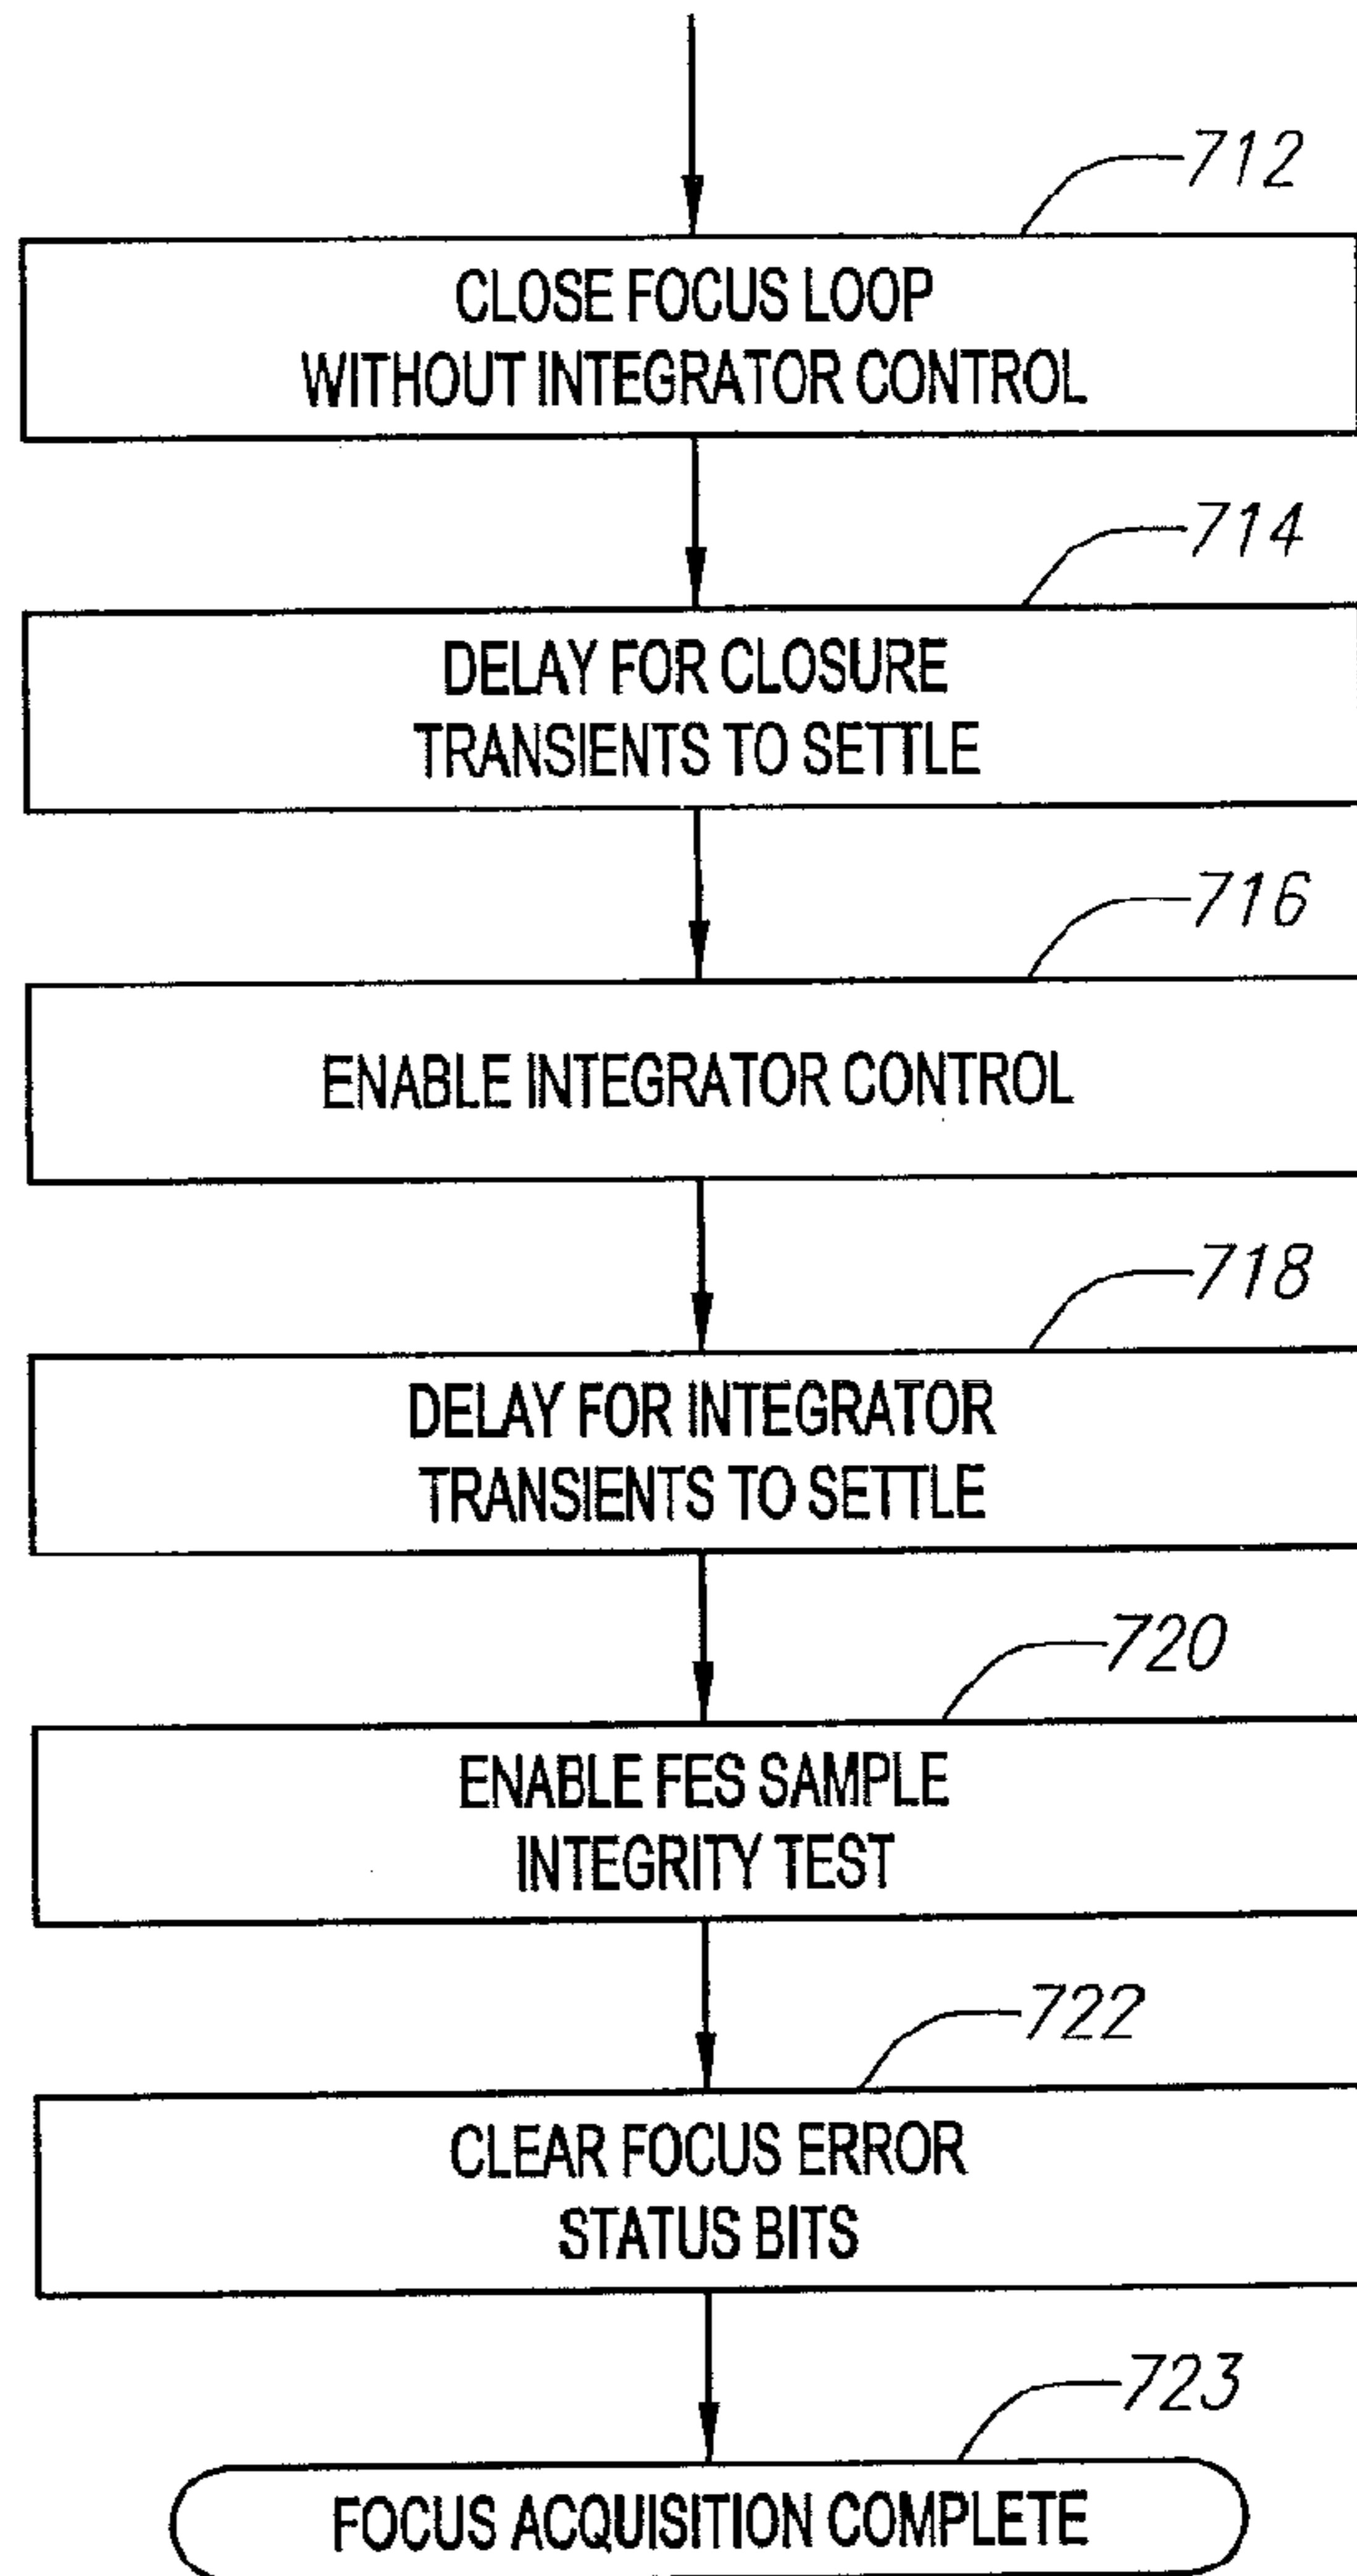 712
CLOSE FOCUS LOOP
WITHOUT INTEGRATOR CONTROL
714
DELAY FOR CLOSURE
TRANSIENTS TO SETTLE
716
ENABLE INTEGRATOR CONTROL
718
DELAY FOR INTEGRATOR
TRANSIENTS TO SETTLE
720
ENABLE FES SAMPLE
INTEGRITY TEST
722
CLEAR FOCUS ERROR
STATUS BITS
723
FOCUS ACQUISITION COMPLETE